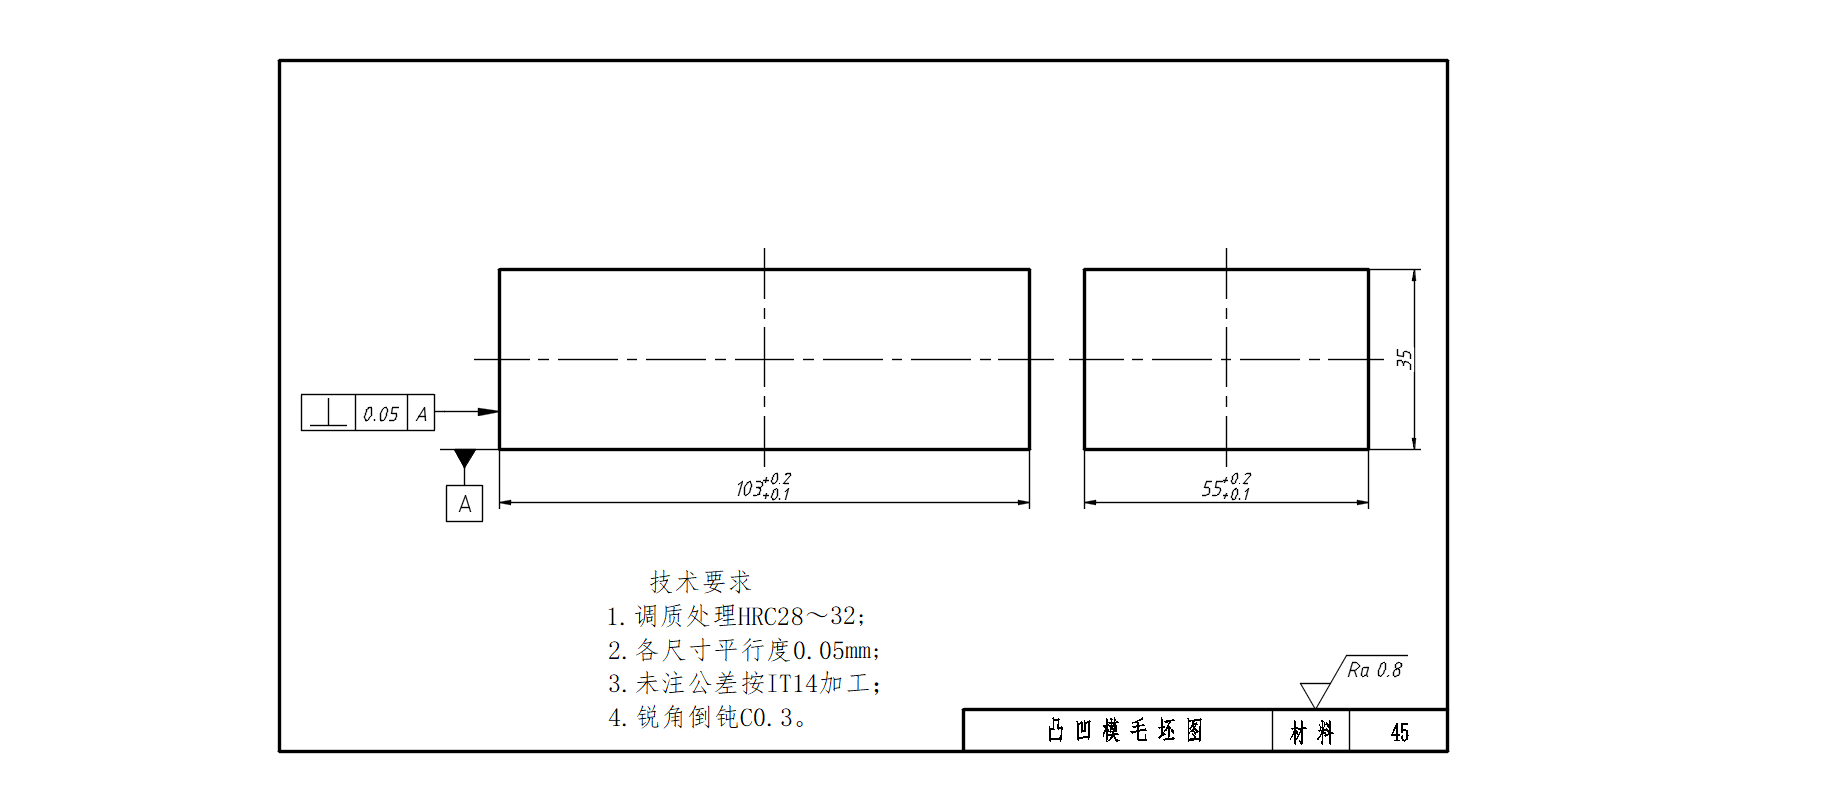 35
⊥ 0.05 A
A
103 +0.2 +0.1
55 +0.2 +0.1
技术要求
1.调质处理HRC28～32;
2.各尺寸平行度0.05mm;
3.未注公差按IT14加工;
4.锐角倒钝C0.3。
Ra 0.8
凸凹模毛坯图 材料 45